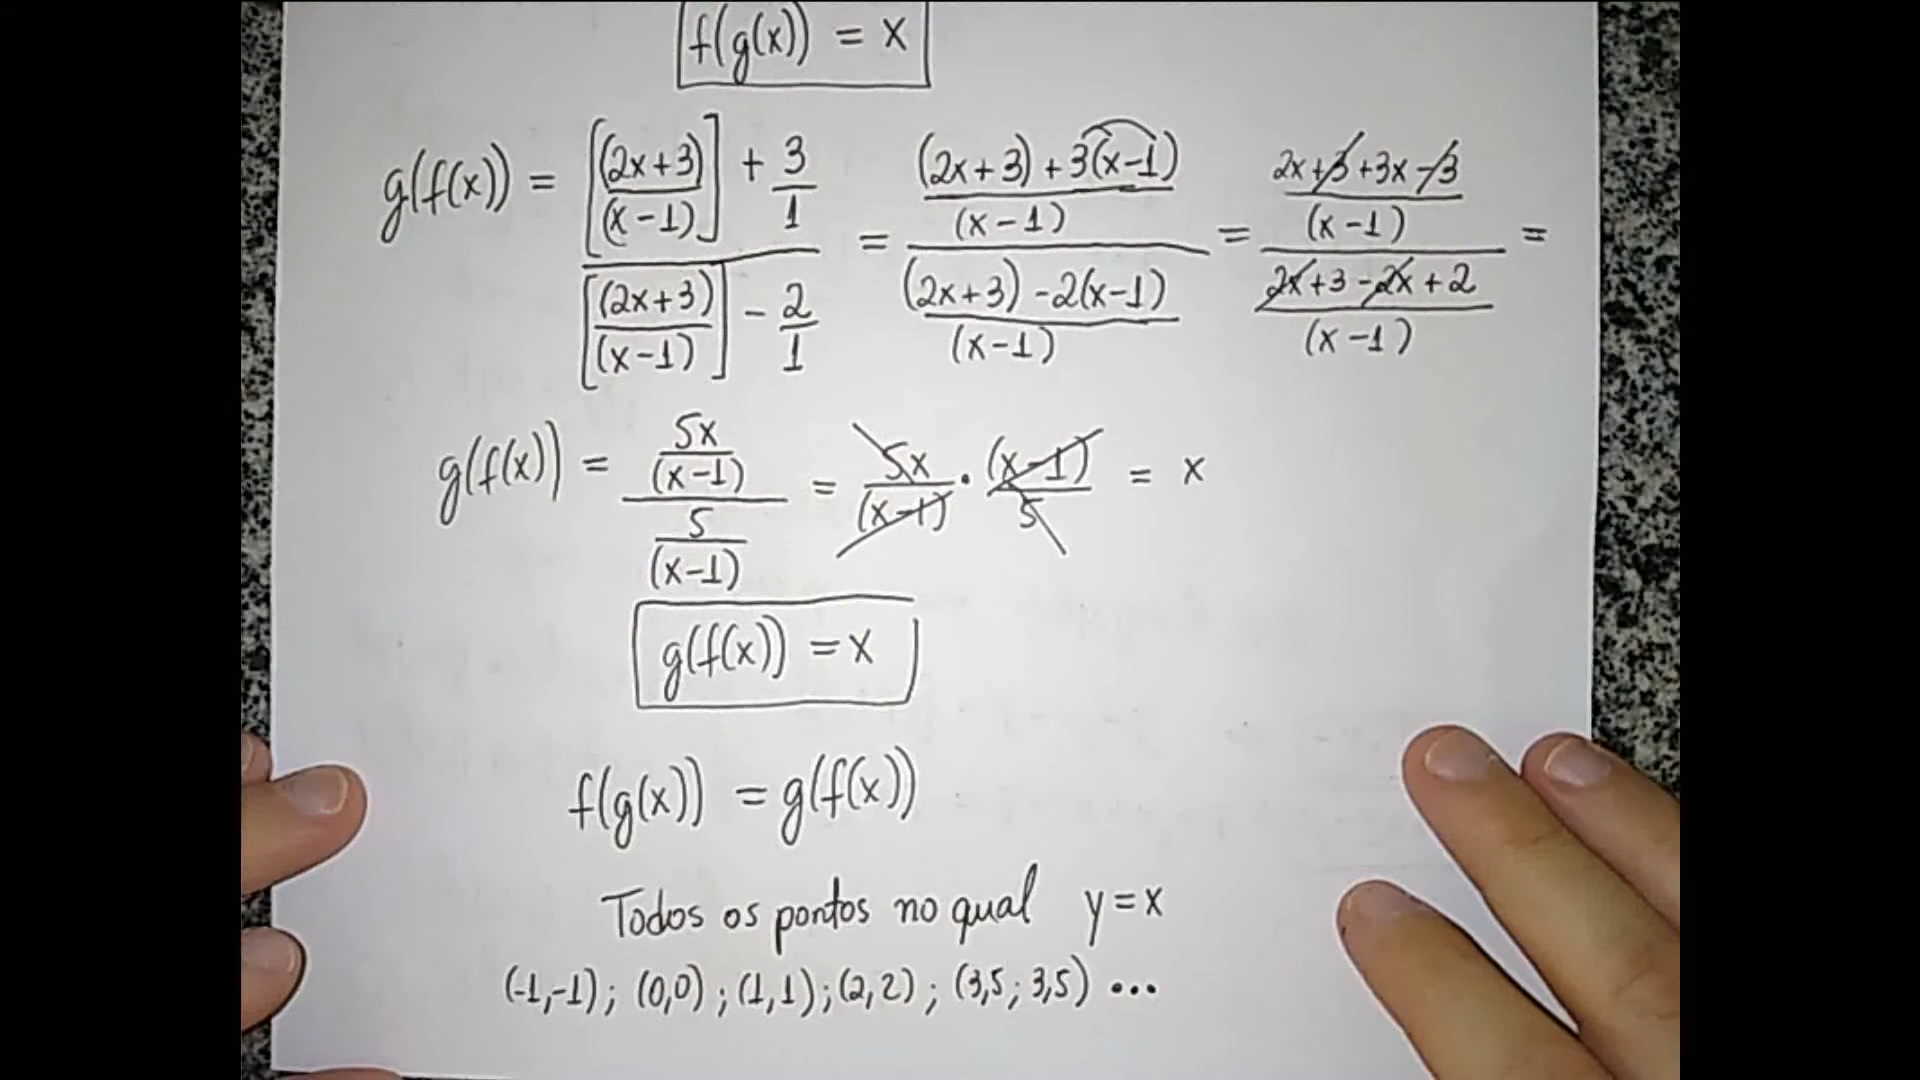 f(g(x)) = x
g(f(x)) = [(2x+3)/(x-1)] + 3/1 / [(2x+3)/(x-1)] - 2/1 = (2x+3)+3(x-1)/(x-1) / (2x+3)-2(x-1)/(x-1) = 2x+3+3x-3/(x-1) / 2x+3-2x+2/(x-1) =
g(f(x)) = 5x/(x-1) / 5/(x-1) = 5x/(x-1) · (x-1)/5 = x
g(f(x)) = x
f(g(x)) = g(f(x))
Todos os pontos no qual y=x
(-1,-1); (0,0); (1,1); (2,2); (3,5; 3,5) ...